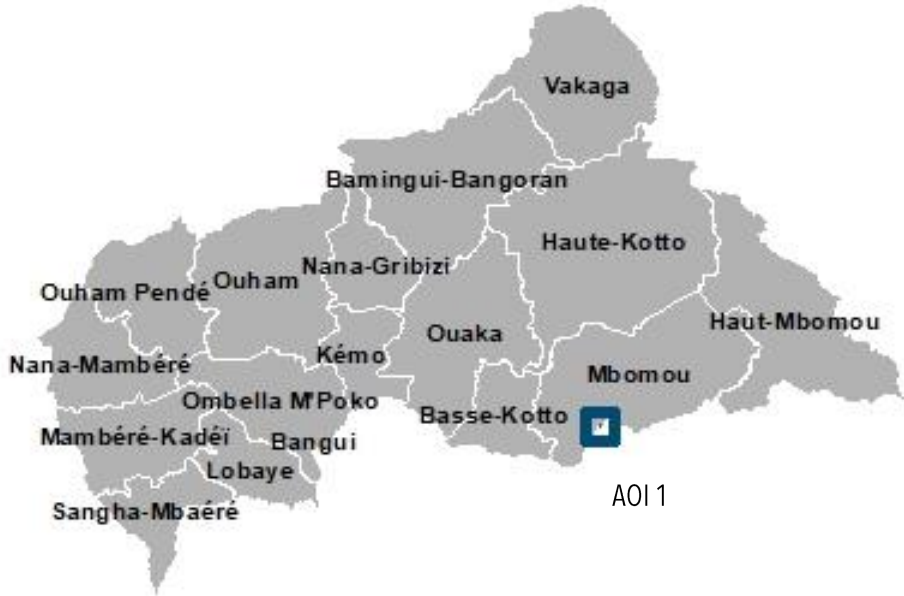 Vakaga
Bamingui-Bangoran
Haute-Kotto
Nana-Gribizi
Ouham
Ouham Pendé
Haut-Mbomou
Ouaka
Kémo
Nana-Mambéré
Mbomou
Ombella M'Poko
Basse-Kotto
Mambéré-Kadéï
Bangui
Lobaye
AOI 1
Sangha-Mbaéré